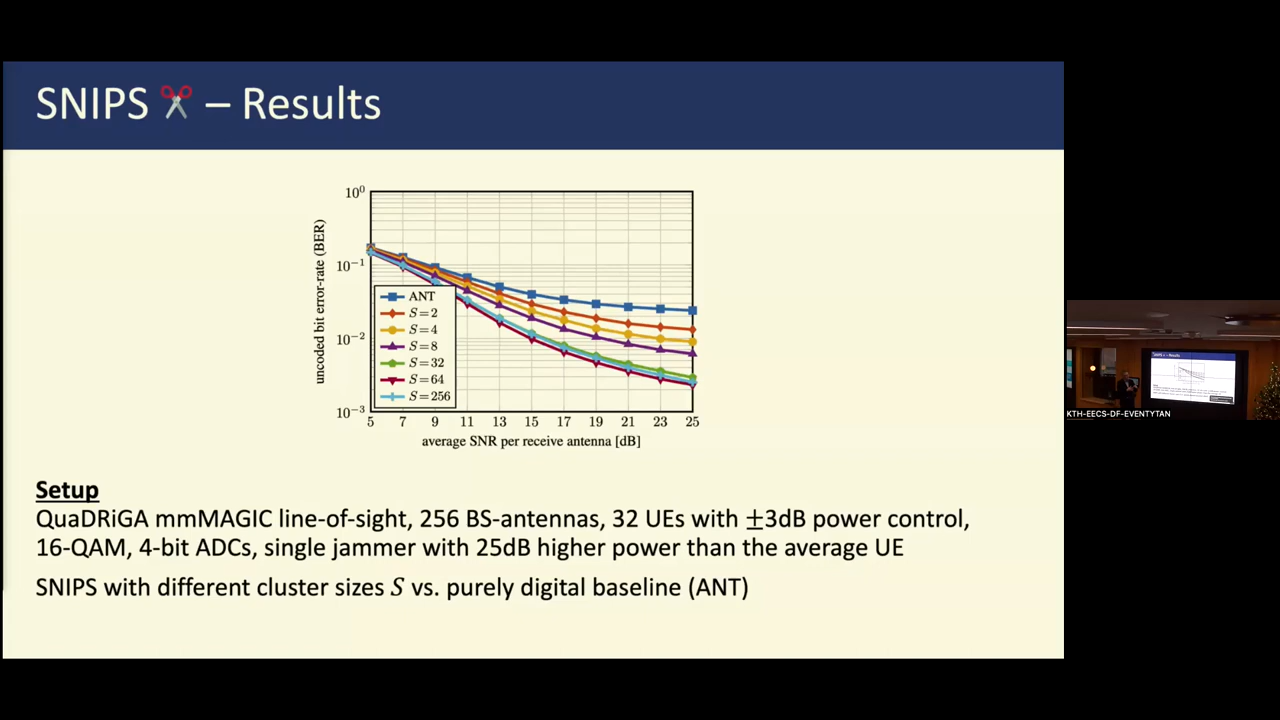 SNIPS – Results
10⁰
10⁻¹
10⁻²
10⁻³
uncoded bit error-rate (BER)
ANT
S = 2
S = 4
S = 8
S = 32
S = 64
S = 256
5 7 9 11 13 15 17 19 21 23 25
average SNR per receive antenna [dB]
Setup
QuaDRiGA mmMAGIC line-of-sight, 256 BS-antennas, 32 UEs with ±3dB power control,
16-QAM, 4-bit ADCs, single jammer with 25dB higher power than the average UE
SNIPS with different cluster sizes S vs. purely digital baseline (ANT)
KTH-EECS-DF-EVENTYTAN